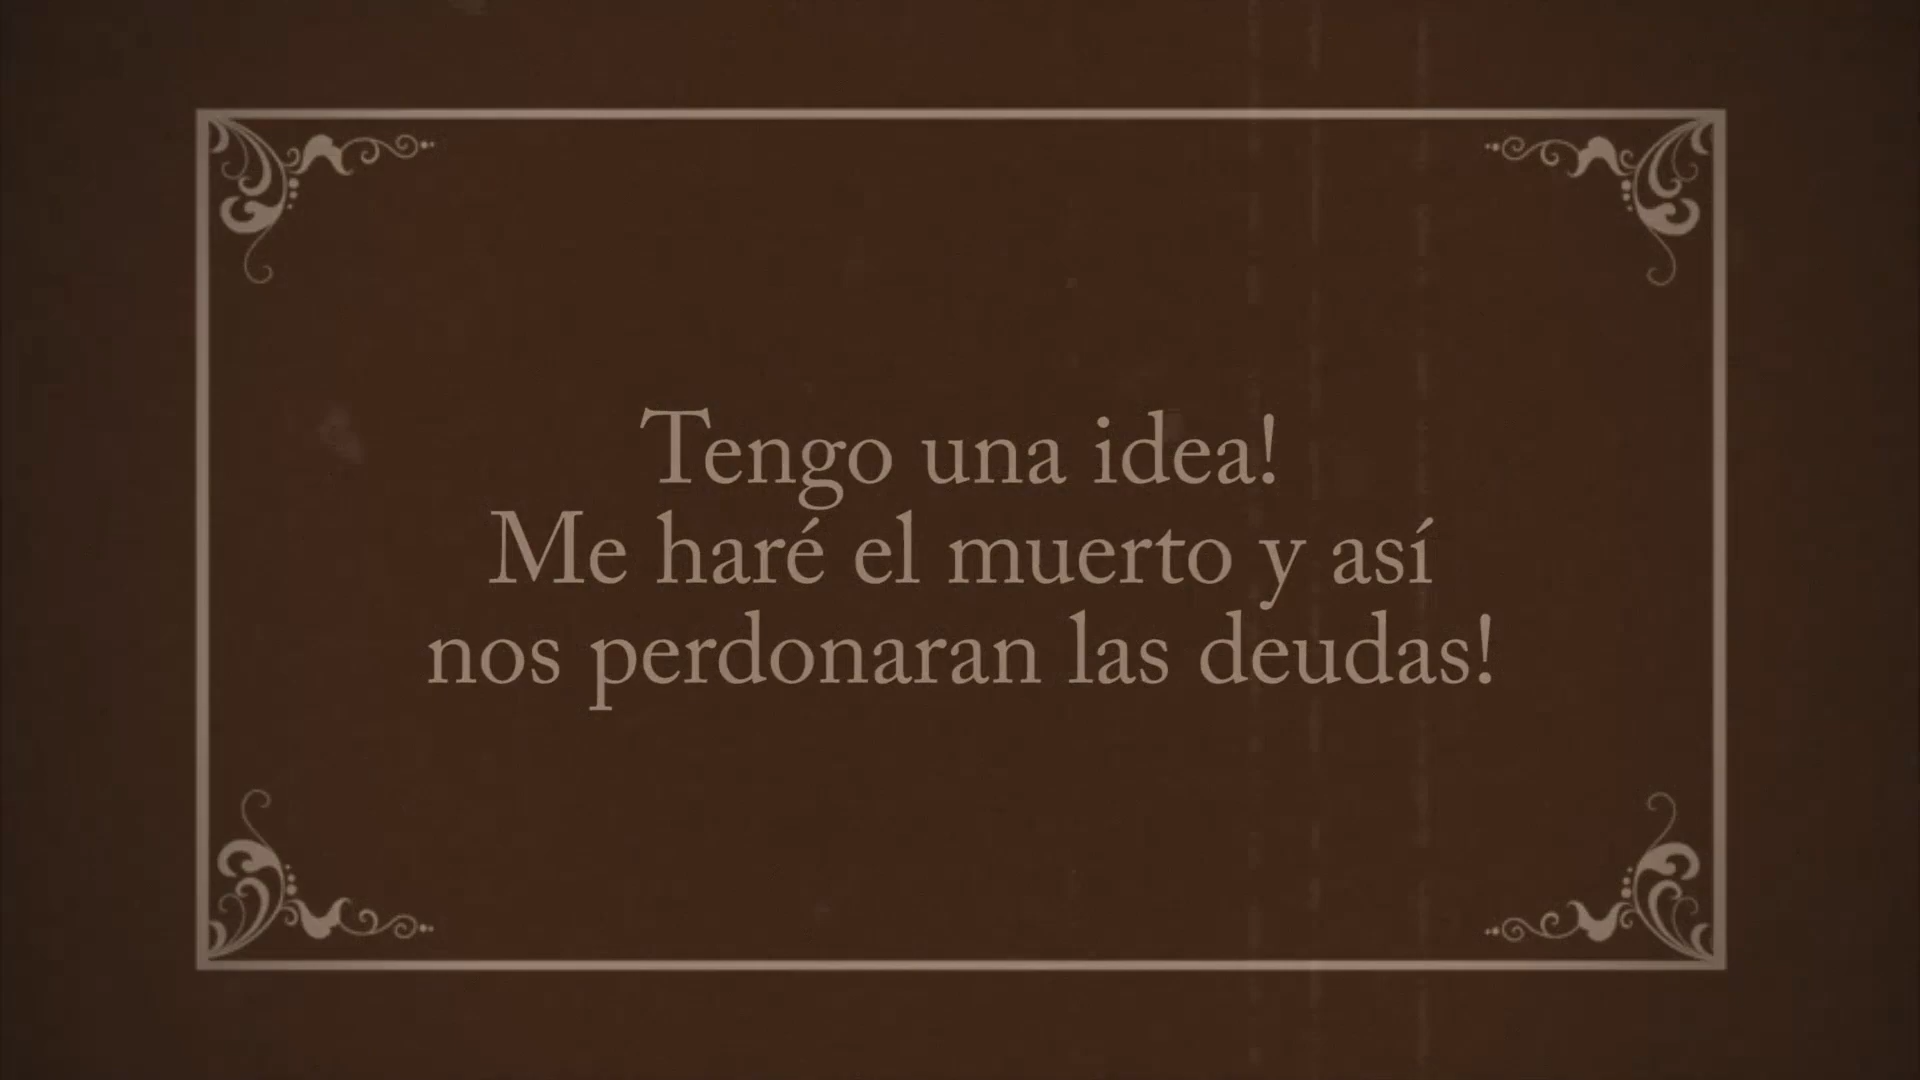 Tengo una idea!
Me haré el muerto y así
nos perdonaran las deudas!